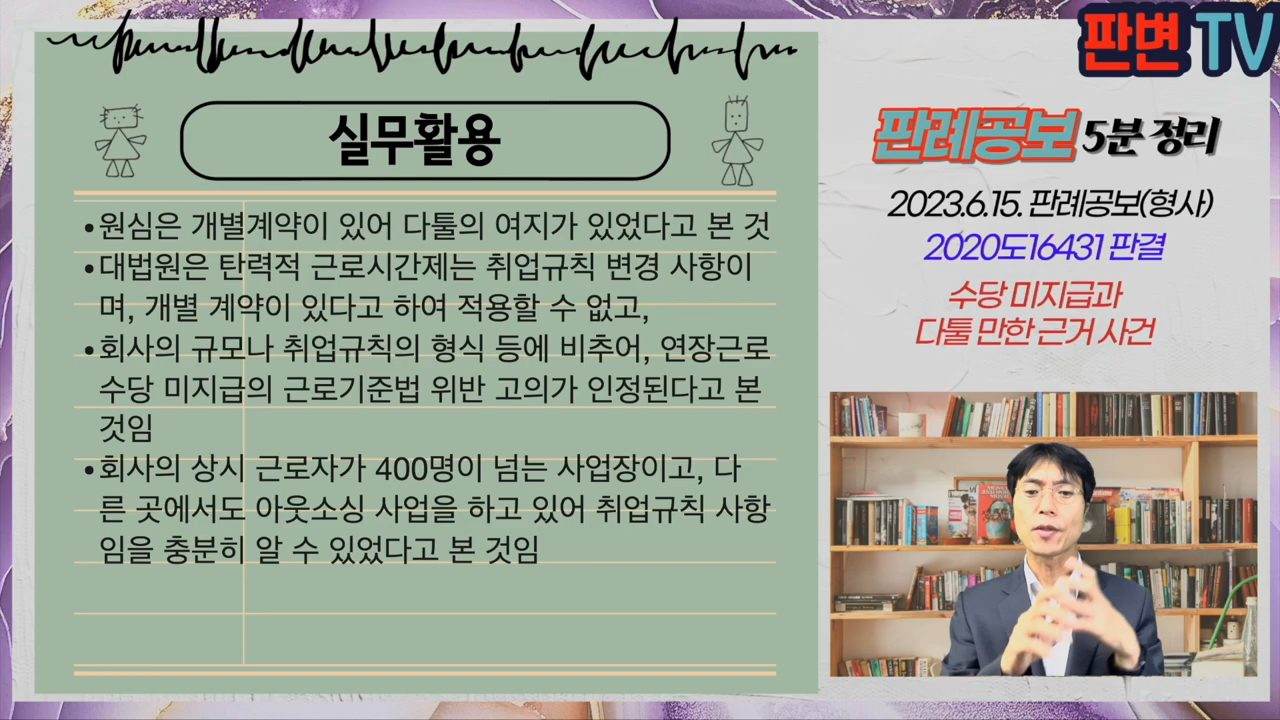 판변 TV
실무활용
•원심은 개별계약이 있어 다툴의 여지가 있었다고 본 것
•대법원은 탄력적 근로시간제는 취업규칙 변경 사항이
며, 개별 계약이 있다고 하여 적용할 수 없고,
•회사의 규모나 취업규칙의 형식 등에 비추어, 연장근로
수당 미지급의 근로기준법 위반 고의가 인정된다고 본
것임
•회사의 상시 근로자가 400명이 넘는 사업장이고, 다
른 곳에서도 아웃소싱 사업을 하고 있어 취업규칙 사항
임을 충분히 알 수 있었다고 본 것임
판례공보 5분 정리
2023.6.15. 판례공보(형사)
2020도16431 판결
수당 미지급과
다툴 만한 근거 사건